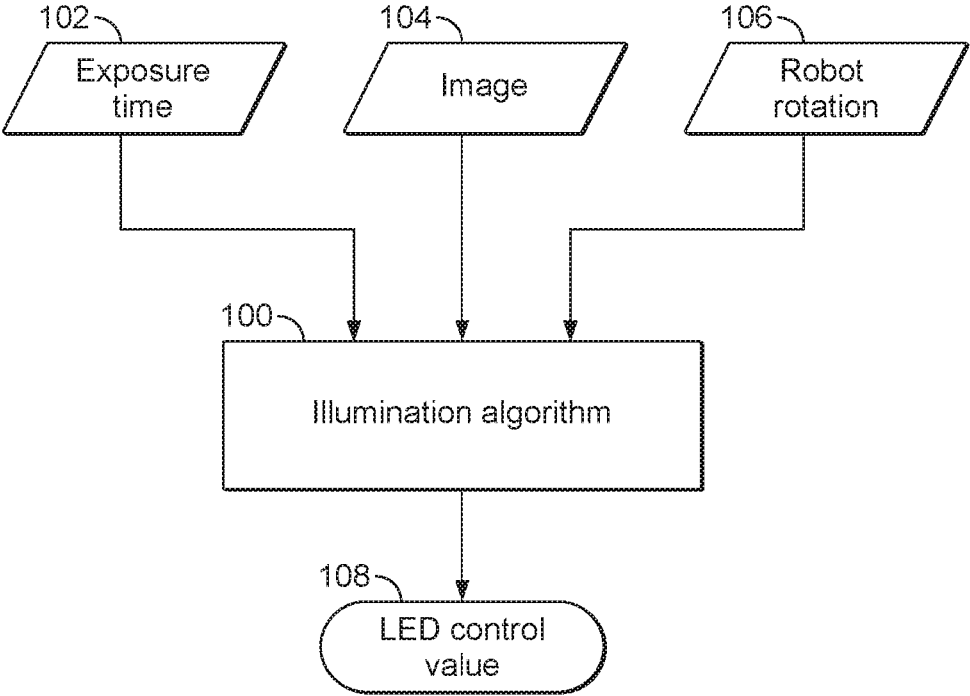 102
Exposure
time
104
Image
106
Robot
rotation
100
Illumination algorithm
108
LED control
value